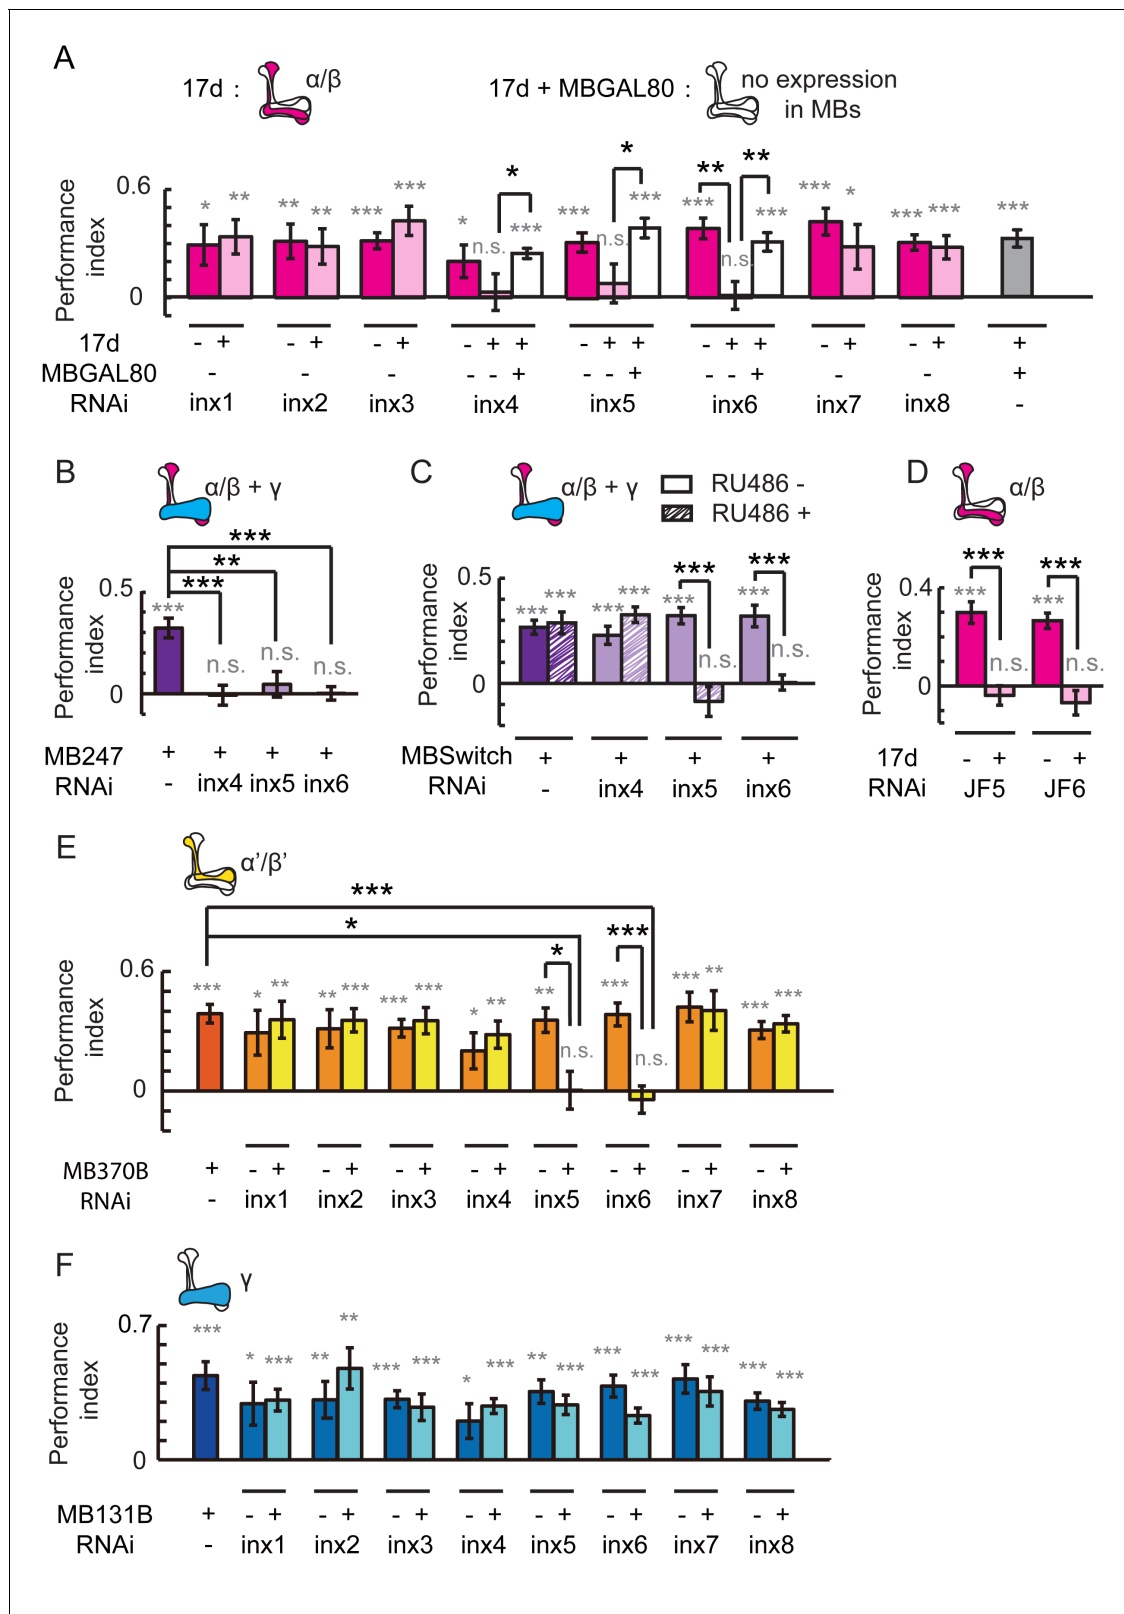 A
17d : α/β 17d + MBGAL80 : no expression in MBs
Performance index
0.6
0
* ** ** ** *** *** * n.s. *** *** n.s. *** *** n.s. *** *** * *** *** ***
* * ** **
17d - + - + - + - + + - + + - + + - + - + +
MBGAL80 - - - - - + - - + - - + - - +
RNAi inx1 inx2 inx3 inx4 inx5 inx6 inx7 inx8 -
B
α/β + γ
Performance index
0.5
0
***
**
***
*** n.s. n.s. n.s.
MB247 + + + +
RNAi - inx4 inx5 inx6
C
α/β + γ
RU486 -
RU486 +
Performance index
0.5
0
*** ***
*** *** *** *** *** n.s. *** n.s.
MBSwitch + + + +
RNAi - inx4 inx5 inx6
D
α/β
Performance index
0.4
0
*** ***
*** n.s. *** n.s.
17d - + - +
RNAi JF5 JF6
E
α’/β’
Performance index
0.6
0
***
*
* ***
*** * ** ** *** *** *** * ** ** n.s. *** n.s. *** ** *** ***
MB370B + - + - + - + - + - + - + - + - +
RNAi - inx1 inx2 inx3 inx4 inx5 inx6 inx7 inx8
F
γ
Performance index
0.7
0
*** * *** ** ** *** *** * *** ** *** *** *** *** *** *** ***
MB131B + - + - + - + - + - + - + - + - +
RNAi - inx1 inx2 inx3 inx4 inx5 inx6 inx7 inx8